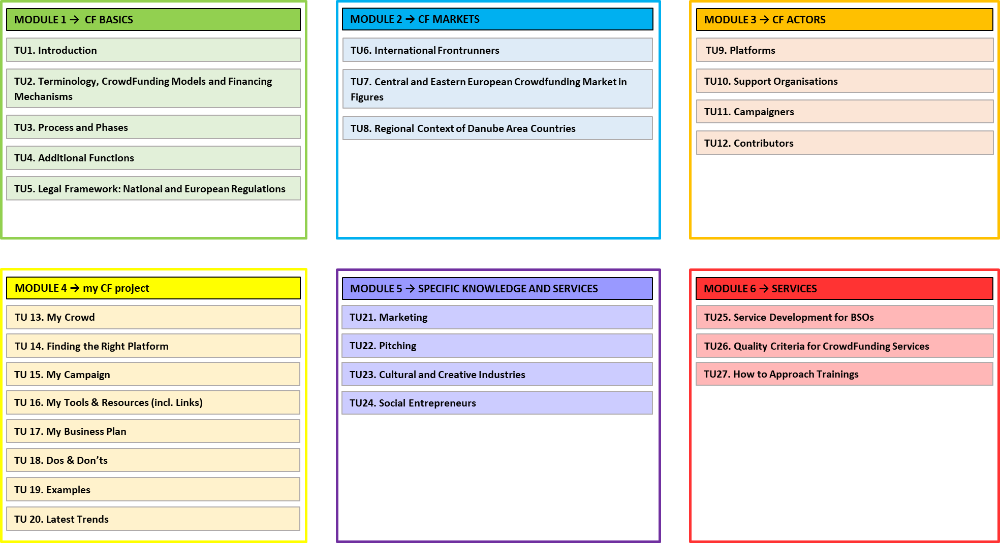 MODULE 1 → CF BASICS
TU1. Introduction
TU2. Terminology, CrowdFunding Models and Financing
Mechanisms
TU3. Process and Phases
TU4. Additional Functions
TU5. Legal Framework: National and European Regulations
MODULE 2 → CF MARKETS
TU6. International Frontrunners
TU7. Central and Eastern European Crowdfunding Market in
Figures
TU8. Regional Context of Danube Area Countries
MODULE 3 → CF ACTORS
TU9. Platforms
TU10. Support Organisations
TU11. Campaigners
TU12. Contributors
MODULE 4 → my CF project
TU 13. My Crowd
TU 14. Finding the Right Platform
TU 15. My Campaign
TU 16. My Tools & Resources (incl. Links)
TU 17. My Business Plan
TU 18. Dos & Don’ts
TU 19. Examples
TU 20. Latest Trends
MODULE 5 → SPECIFIC KNOWLEDGE AND SERVICES
TU21. Marketing
TU22. Pitching
TU23. Cultural and Creative Industries
TU24. Social Entrepreneurs
MODULE 6 → SERVICES
TU25. Service Development for BSOs
TU26. Quality Criteria for CrowdFunding Services
TU27. How to Approach Trainings